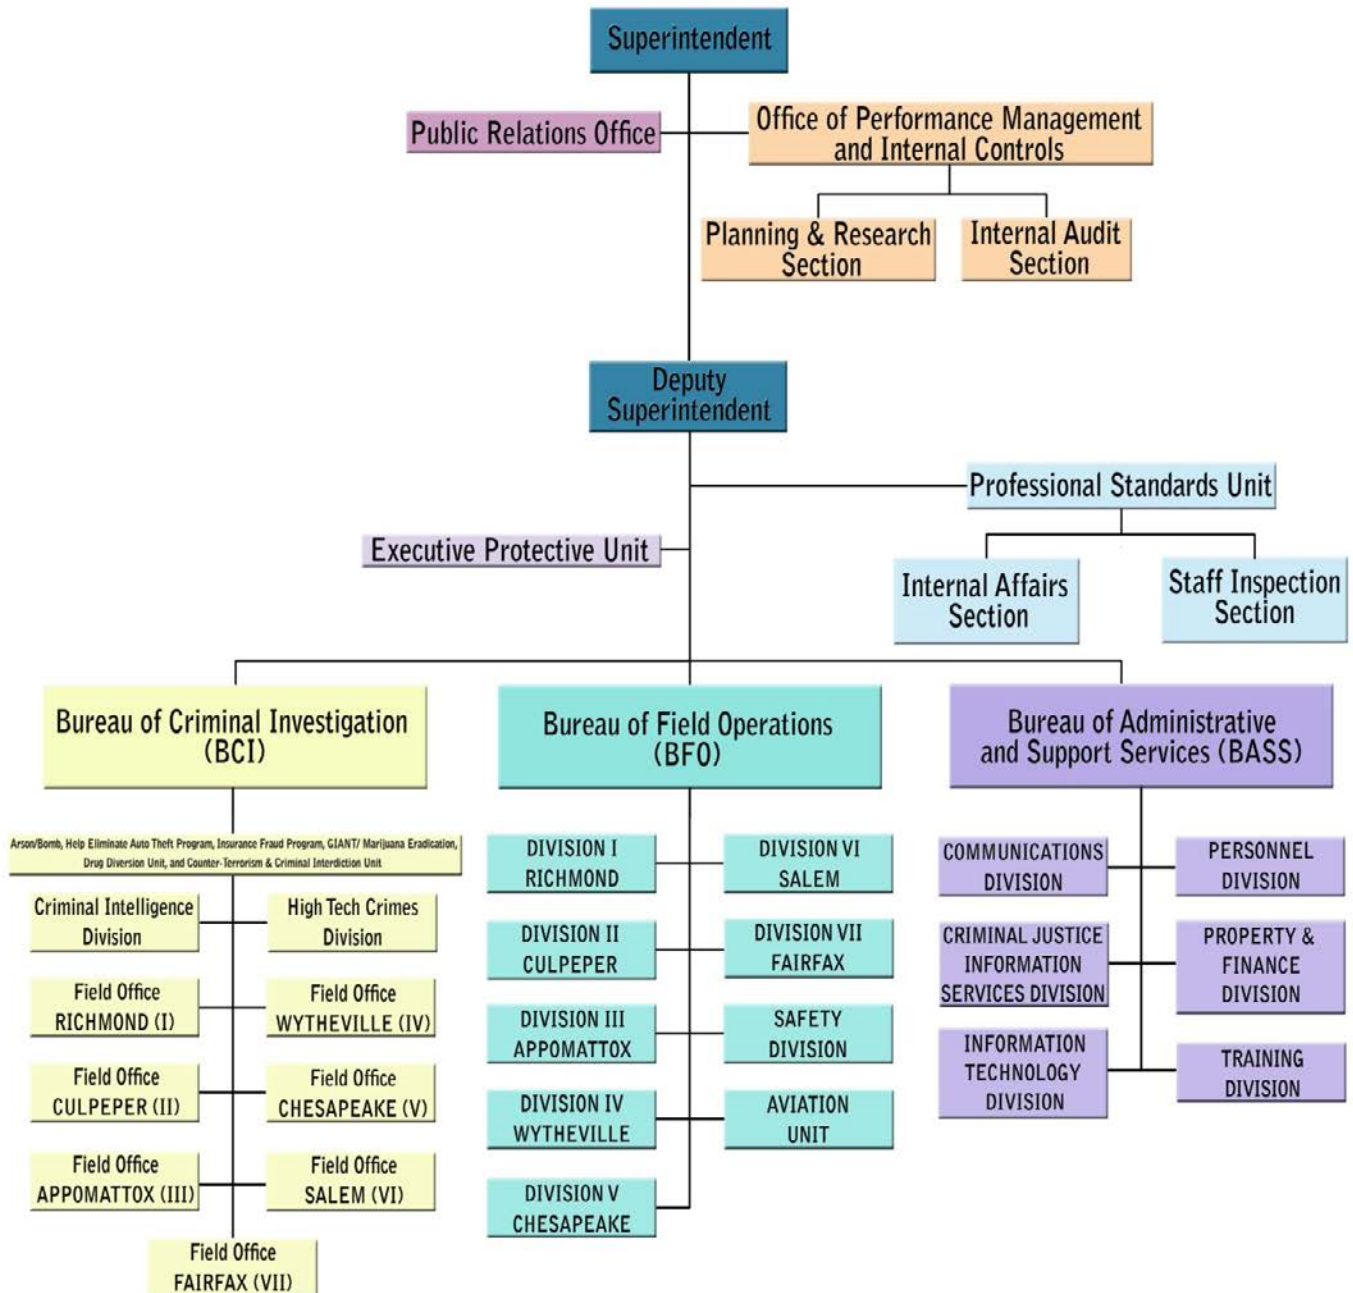 Superintendent
Public Relations Office
Office of Performance Management
and Internal Controls
Planning & Research
Section
Internal Audit
Section
Deputy
Superintendent
Professional Standards Unit
Executive Protective Unit
Internal Affairs
Section
Staff Inspection
Section
Bureau of Criminal Investigation
(BCI)
Arson/Bomb, Help Eliminate Auto Theft Program, Insurance Fraud Program, GIANT/ Marijuana Eradication,
Drug Diversion Unit, and Counter-Terrorism & Criminal Interdiction Unit
Criminal Intelligence
Division
High Tech Crimes
Division
Field Office
RICHMOND (I)
Field Office
WYTHEVILLE (IV)
Field Office
CULPEPER (II)
Field Office
CHESAPEAKE (V)
Field Office
APPOMATTOX (III)
Field Office
SALEM (VI)
Field Office
FAIRFAX (VII)
Bureau of Field Operations
(BFO)
DIVISION I
RICHMOND
DIVISION VI
SALEM
DIVISION II
CULPEPER
DIVISION VII
FAIRFAX
DIVISION III
APPOMATTOX
SAFETY
DIVISION
DIVISION IV
WYTHEVILLE
AVIATION
UNIT
DIVISION V
CHESAPEAKE
Bureau of Administrative
and Support Services (BASS)
COMMUNICATIONS
DIVISION
PERSONNEL
DIVISION
CRIMINAL JUSTICE
INFORMATION
SERVICES DIVISION
PROPERTY &
FINANCE
DIVISION
INFORMATION
TECHNOLOGY
DIVISION
TRAINING
DIVISION